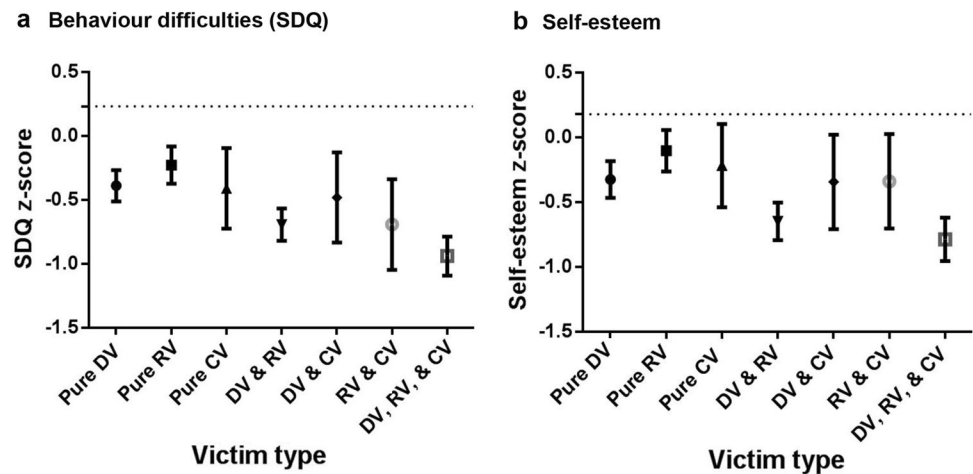 a Behaviour difficulties (SDQ)
SDQ z-score
0.5
0.0
-0.5
-1.0
-1.5
Pure DV
Pure RV
Pure CV
DV & RV
DV & CV
RV & CV
DV, RV, & CV
Victim type
b Self-esteem
Self-esteem z-score
0.5
0.0
-0.5
-1.0
-1.5
Pure DV
Pure RV
Pure CV
DV & RV
DV & CV
RV & CV
DV, RV, & CV
Victim type